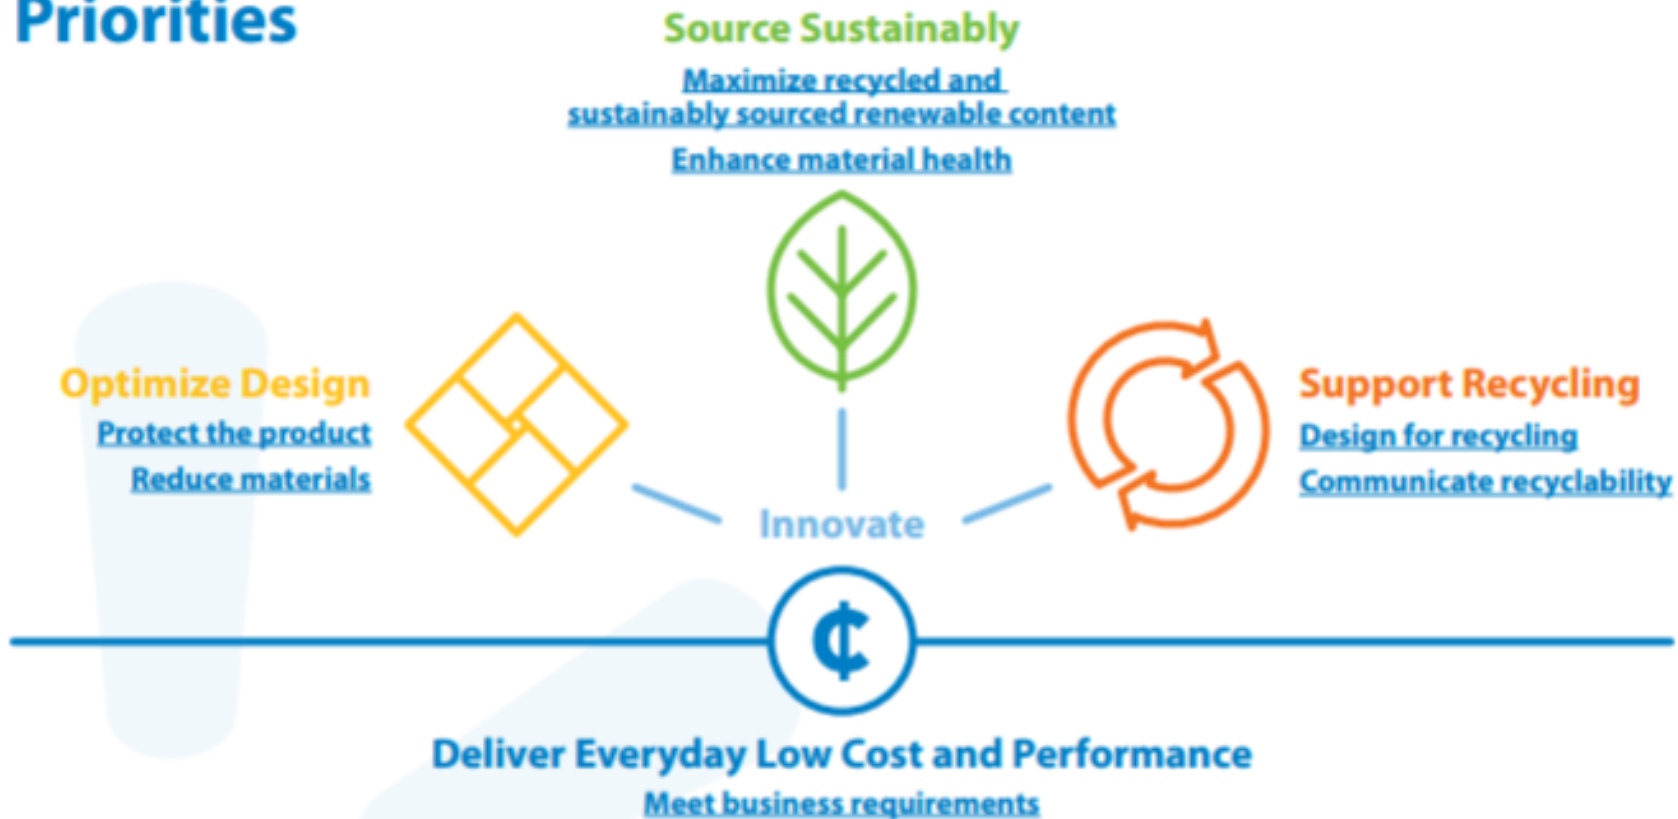 Priorities
Source Sustainably
Maximize recycled and
sustainably sourced renewable content
Enhance material health
Optimize Design
Protect the product
Reduce materials
Support Recycling
Design for recycling
Communicate recyclability
Innovate
¢
Deliver Everyday Low Cost and Performance
Meet business requirements